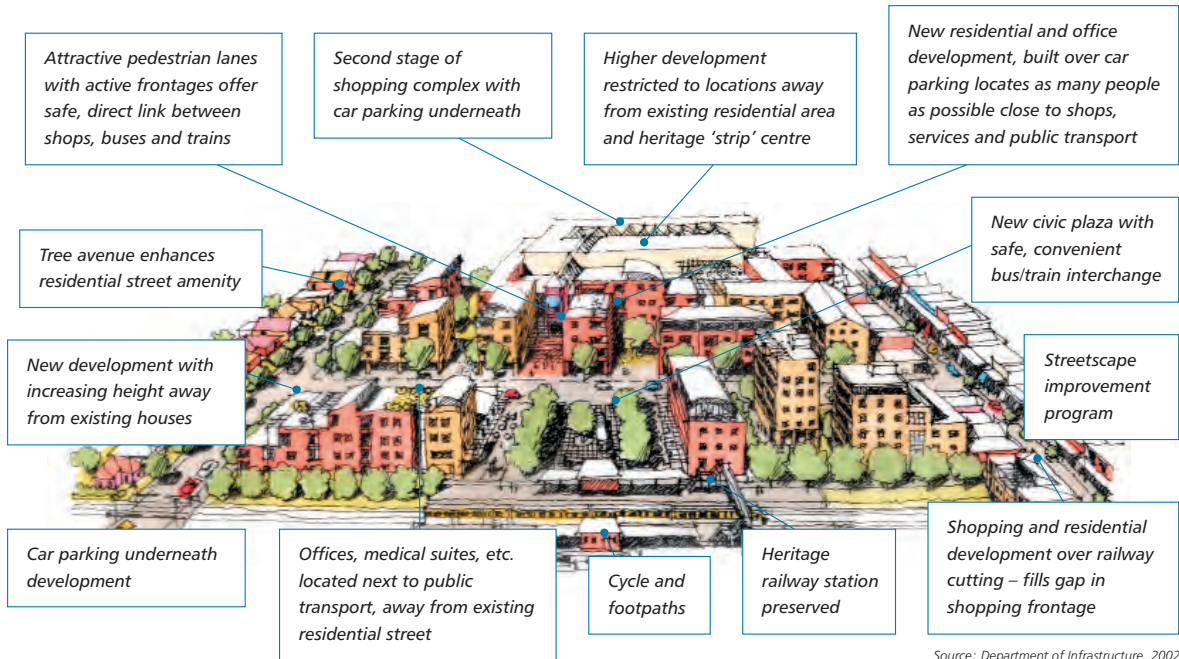 Attractive pedestrian lanes
with active frontages offer
safe, direct link between
shops, buses and trains
Second stage of
shopping complex with
car parking underneath
Higher development
restricted to locations away
from existing residential area
and heritage ‘strip’ centre
New residential and office
development, built over car
parking locates as many people
as possible close to shops,
services and public transport
Tree avenue enhances
residential street amenity
New civic plaza with
safe, convenient
bus/train interchange
New development with
increasing height away
from existing houses
Streetscape
improvement
program
Car parking underneath
development
Offices, medical suites, etc.
located next to public
transport, away from existing
residential street
Cycle and
footpaths
Heritage
railway station
preserved
Shopping and residential
development over railway
cutting – fills gap in
shopping frontage
Source: Department of Infrastructure, 2002